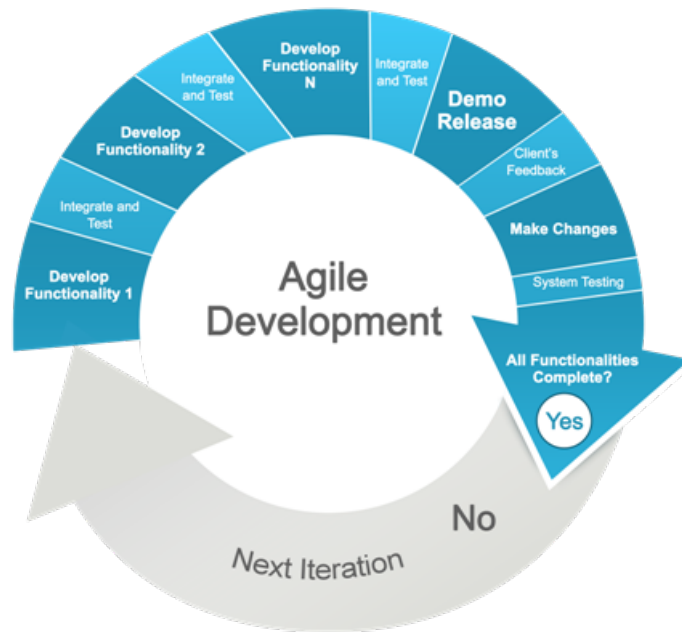 Develop
Functionality 1
Integrate and
Test
Develop
Functionality 2
Integrate
and Test
Develop
Functionality
N
Integrate
and Test
Demo
Release
Client's
Feedback
Make Changes
System Testing
All Functionalities
Complete?
Yes
No
Next Iteration
Agile
Development